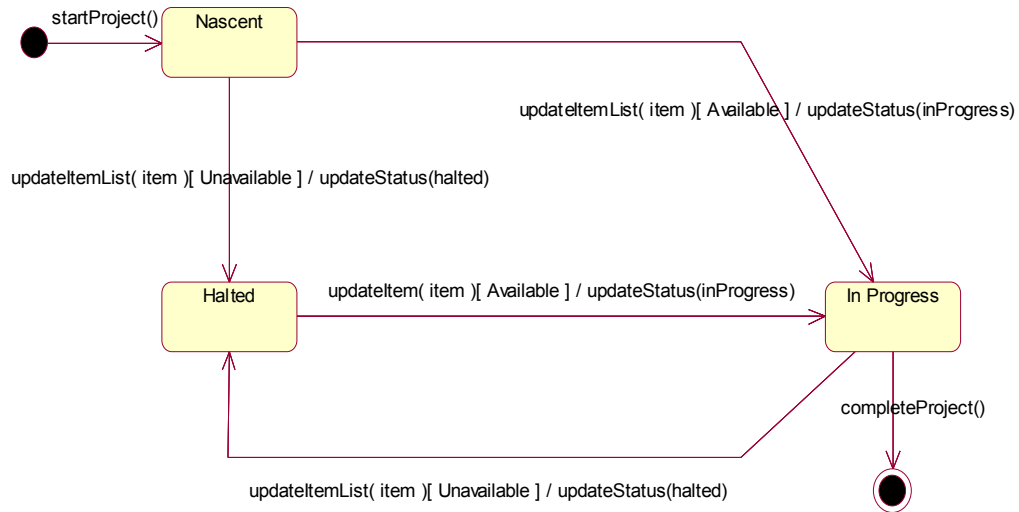 startProject()
Nascent
updateItemList( item )[ Available ] / updateStatus(inProgress)
updateItemList( item )[ Unavailable ] / updateStatus(halted)
Halted
updateItem( item )[ Available ] / updateStatus(inProgress)
In Progress
completeProject()
updateItemList( item )[ Unavailable ] / updateStatus(halted)